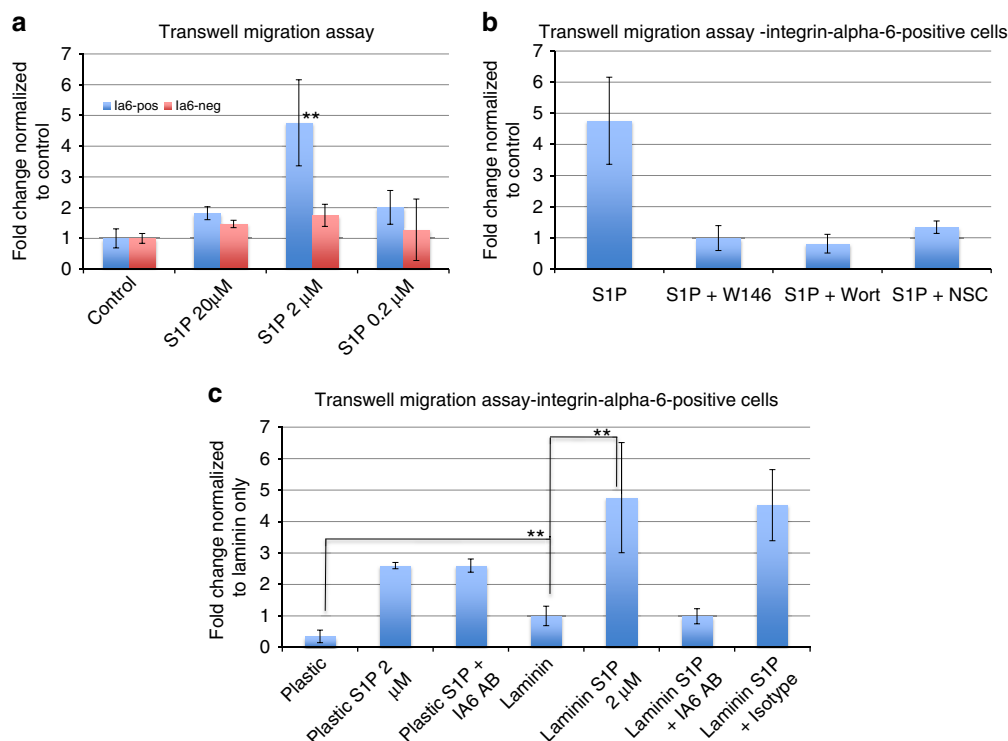 a
Transwell migration assay
Fold change normalized
to control
7
6
5
4
3
2
1
0
Ia6-pos
Ia6-neg
**
Control
S1P 20µM
S1P 2 µM
S1P 0.2 µM
b
Transwell migration assay -integrin-alpha-6-positive cells
Fold change normalized
to control
7
6
5
4
3
2
1
0
S1P
S1P + W146
S1P + Wort
S1P + NSC
c
Transwell migration assay-integrin-alpha-6-positive cells
Fold change normalized
to laminin only
7
6
5
4
3
2
1
0
**
**
Plastic
Plastic S1P 2
µM
Plastic S1P +
IA6 AB
Laminin
Laminin S1P
2 µM
Laminin S1P
+ IA6 AB
Laminin S1P
+ Isotype